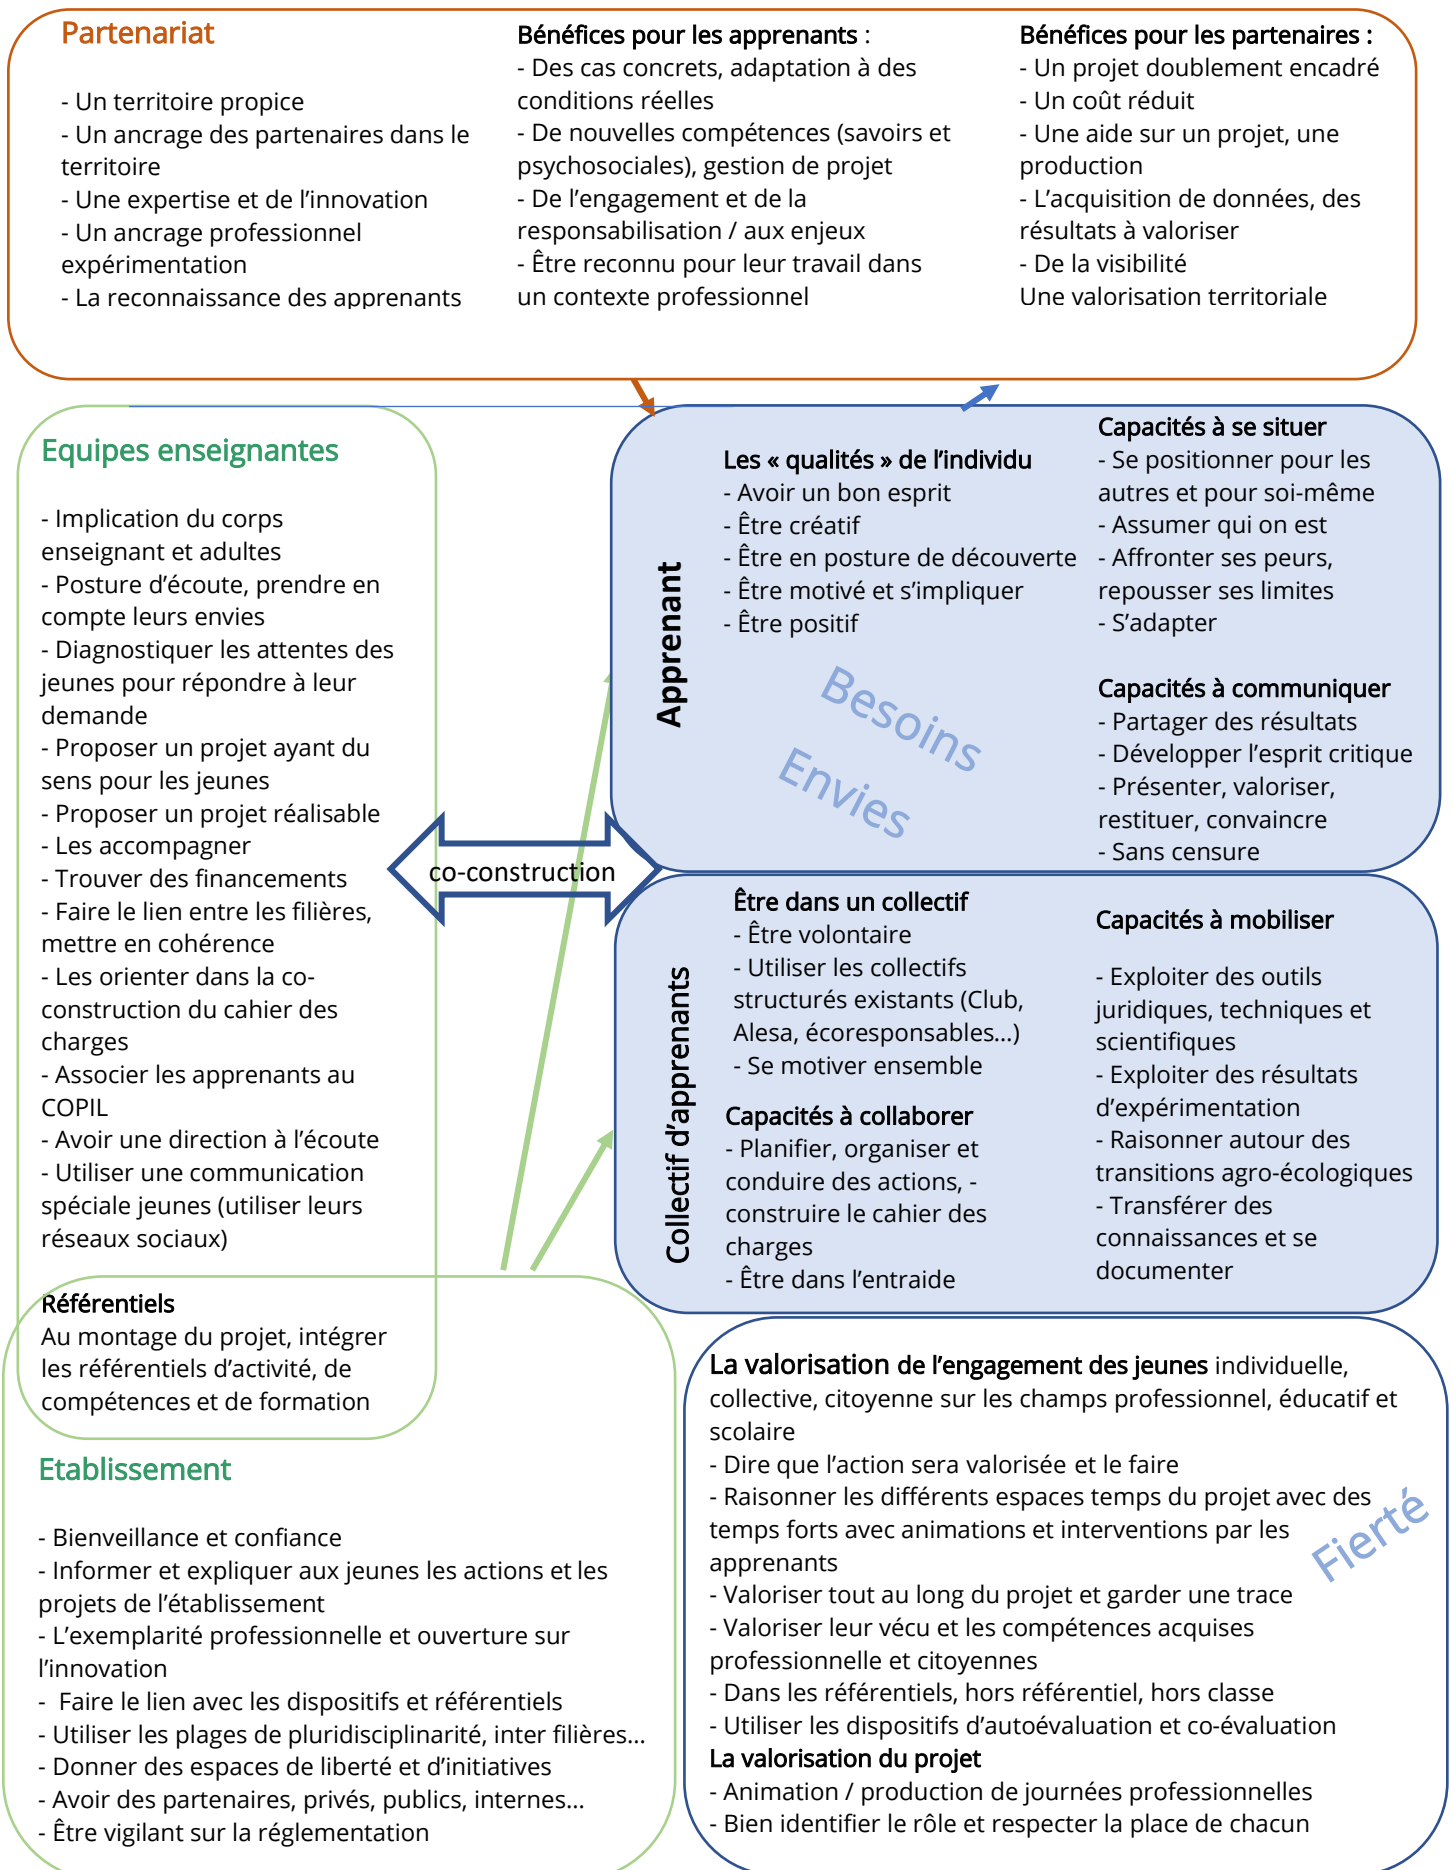 Partenariat
- Un territoire propice
- Un ancrage des partenaires dans le
territoire
- Une expertise et de l’innovation
- Un ancrage professionnel
expérimentation
- La reconnaissance des apprenants
Bénéfices pour les apprenants :
- Des cas concrets, adaptation à des
conditions réelles
- De nouvelles compétences (savoirs et
psychosociales), gestion de projet
- De l’engagement et de la
responsabilisation / aux enjeux
- Être reconnu pour leur travail dans
un contexte professionnel
Bénéfices pour les partenaires :
- Un projet doublement encadré
- Un coût réduit
- Une aide sur un projet, une
production
- L’acquisition de données, des
résultats à valoriser
- De la visibilité
Une valorisation territoriale
Equipes enseignantes
- Implication du corps
enseignant et adultes
- Posture d’écoute, prendre en
compte leurs envies
- Diagnostiquer les attentes des
jeunes pour répondre à leur
demande
- Proposer un projet ayant du
sens pour les jeunes
- Proposer un projet réalisable
- Les accompagner
- Trouver des financements
- Faire le lien entre les filières,
mettre en cohérence
- Les orienter dans la co-
construction du cahier des
charges
- Associer les apprenants au
COPIL
- Avoir une direction à l’écoute
- Utiliser une communication
spéciale jeunes (utiliser leurs
réseaux sociaux)
Référentiels
Au montage du projet, intégrer
les référentiels d’activité, de
compétences et de formation
co-construction
Apprenant
Les « qualités » de l’individu
- Avoir un bon esprit
- Être créatif
- Être en posture de découverte
- Être motivé et s’impliquer
- Être positif
Besoins
Envies
Capacités à se situer
- Se positionner pour les
autres et pour soi-même
- Assumer qui on est
- Affronter ses peurs,
repousser ses limites
- S’adapter
Capacités à communiquer
- Partager des résultats
- Développer l’esprit critique
- Présenter, valoriser,
restituer, convaincre
- Sans censure
Collectif d’apprenants
Être dans un collectif
- Être volontaire
- Utiliser les collectifs
structurés existants (Club,
Alesa, écoresponsables…)
- Se motiver ensemble
Capacités à collaborer
- Planifier, organiser et
conduire des actions, -
construire le cahier des
charges
- Être dans l’entraide
Capacités à mobiliser
- Exploiter des outils
juridiques, techniques et
scientifiques
- Exploiter des résultats
d’expérimentation
- Raisonner autour des
transitions agro-écologiques
- Transférer des
connaissances et se
documenter
Etablissement
- Bienveillance et confiance
- Informer et expliquer aux jeunes les actions et les
projets de l’établissement
- L’exemplarité professionnelle et ouverture sur
l’innovation
- Faire le lien avec les dispositifs et référentiels
- Utiliser les plages de pluridisciplinarité, inter filières…
- Donner des espaces de liberté et d’initiatives
- Avoir des partenaires, privés, publics, internes…
- Être vigilant sur la réglementation
La valorisation de l’engagement des jeunes individuelle,
collective, citoyenne sur les champs professionnel, éducatif et
scolaire
- Dire que l’action sera valorisée et le faire
- Raisonner les différents espaces temps du projet avec des
temps forts avec animations et interventions par les
apprenants
- Valoriser tout au long du projet et garder une trace
- Valoriser leur vécu et les compétences acquises
professionnelle et citoyennes
- Dans les référentiels, hors référentiel, hors classe
- Utiliser les dispositifs d’autoévaluation et co-évaluation
La valorisation du projet
- Animation / production de journées professionnelles
- Bien identifier le rôle et respecter la place de chacun
Fierté